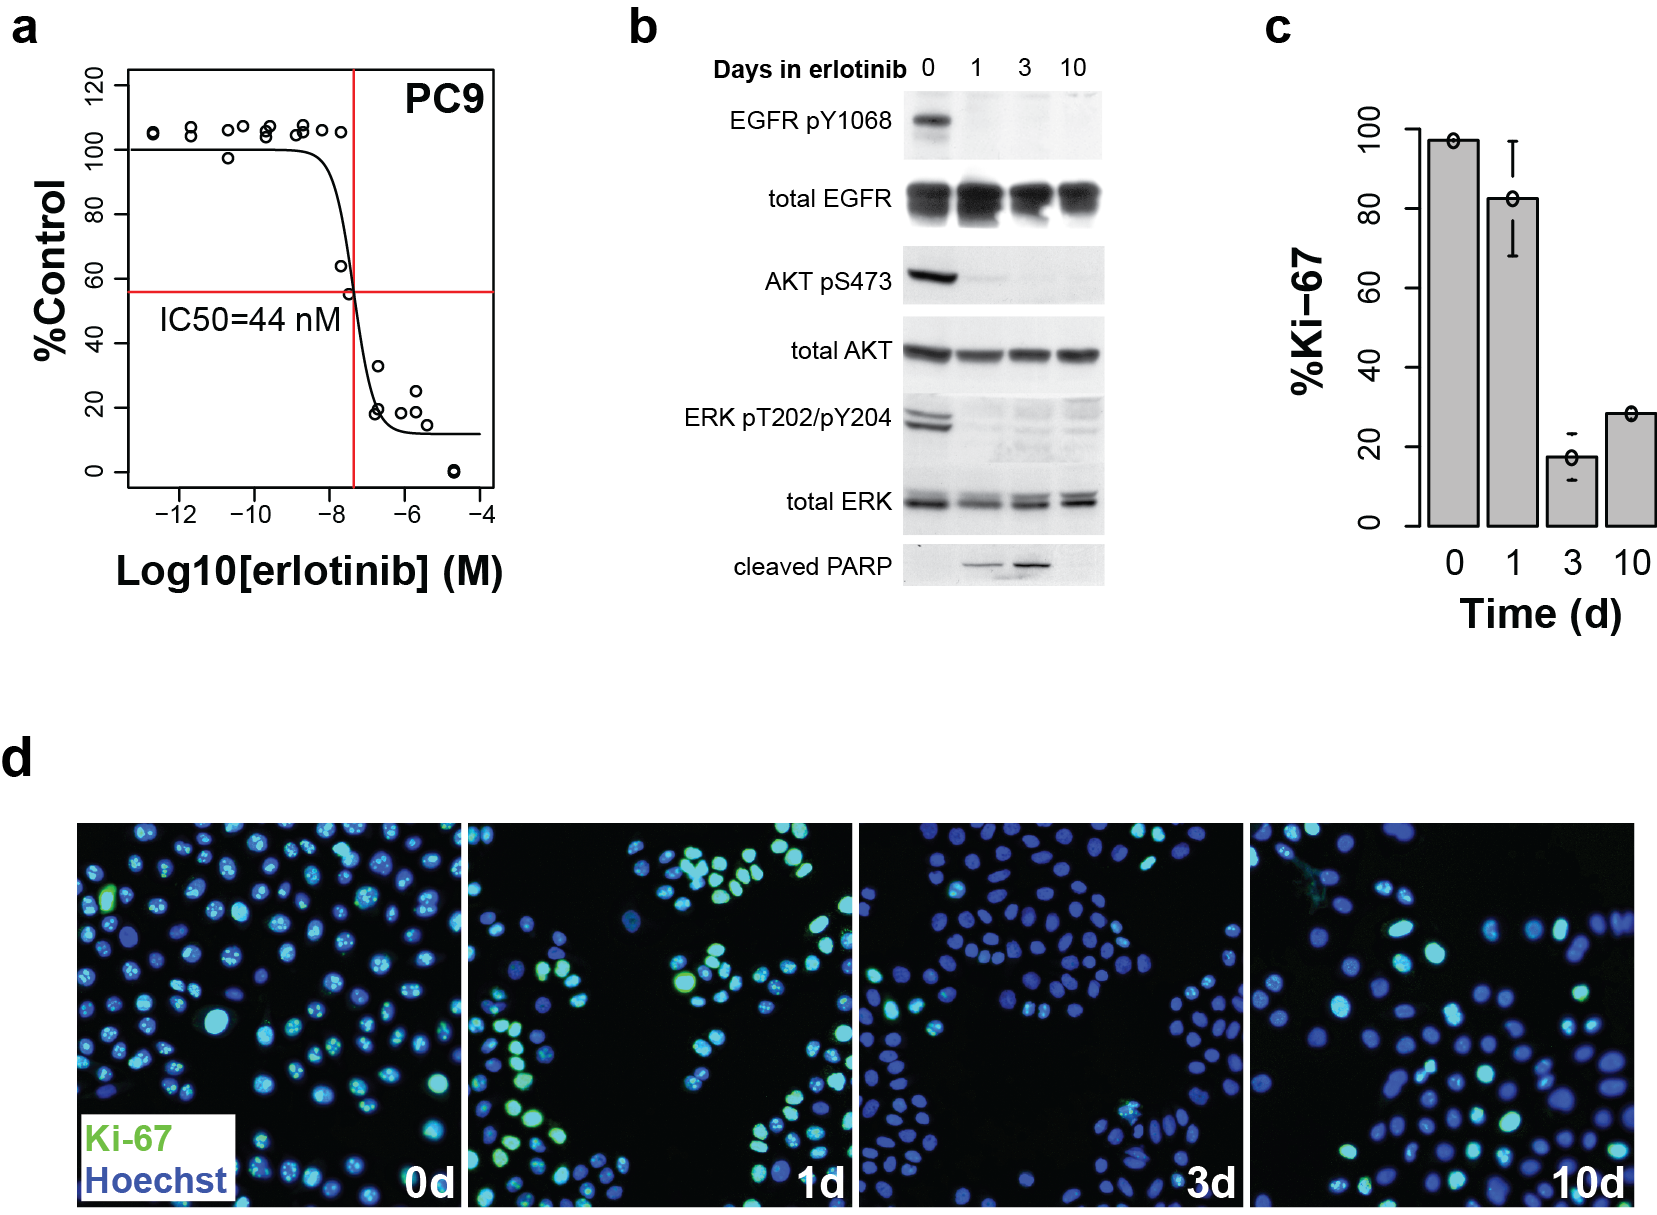 a
PC9
%Control
120
100
80
60
40
20
0
IC50=44 nM
−12 −10 −8 −6 −4
Log10[erlotinib] (M)
b
Days in erlotinib 0 1 3 10
EGFR pY1068
total EGFR
AKT pS473
total AKT
ERK pT202/pY204
total ERK
cleaved PARP
c
%Ki−67
100
80
60
40
20
0
0 1 3 10
Time (d)
d
Ki-67
Hoechst
0d
1d
3d
10d